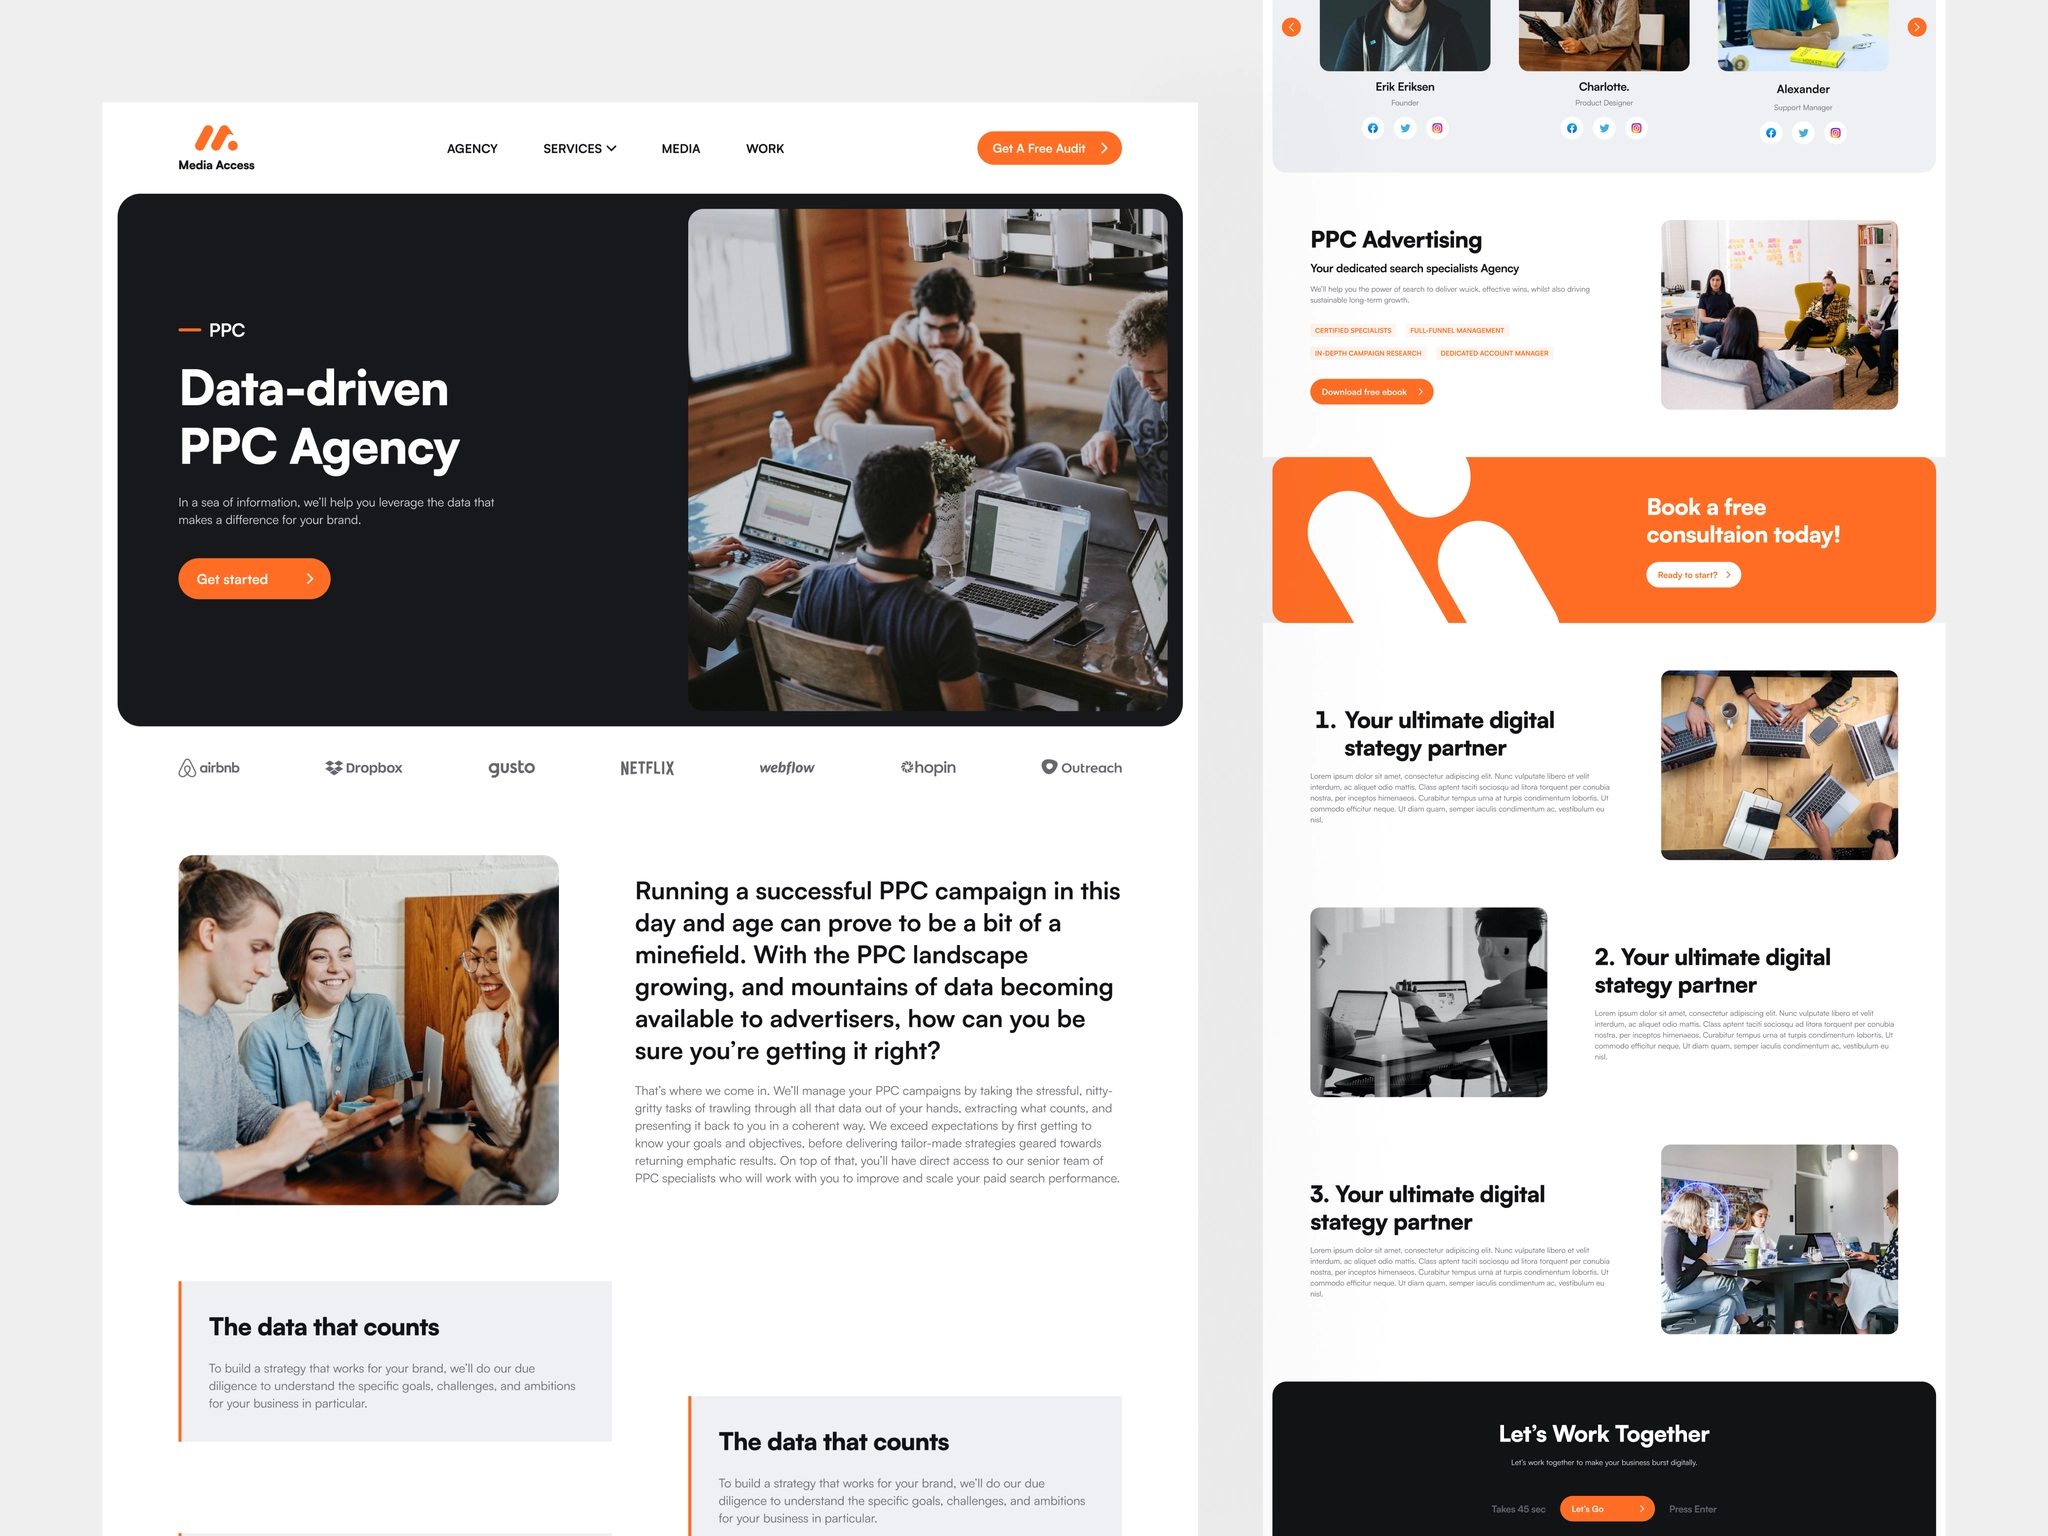 Media Access
AGENCY
SERVICES
MEDIA
WORK
Get A Free Audit
PPC
Data-driven
PPC Agency
In a sea of information, we'll help you leverage the data that
makes a difference for your brand.
Get started
airbnb
Dropbox
gusto
NETFLIX
webflow
hopin
Outreach
Running a successful PPC campaign in this
day and age can prove to be a bit of a
minefield. With the PPC landscape
growing, and mountains of data becoming
available to advertisers, how can you be
sure you're getting it right?
That's where we come in. We'll manage your PPC campaigns by taking the stressful, nitty-
gritty tasks of trawling through all that data out of your hands, extracting what counts, and
presenting it back to you in a coherent way. We exceed expectations by first getting to
know your goals and objectives, before delivering tailor-made strategies geared towards
returning emphatic results. On top of that, you'll have direct access to our senior team of
PPC specialists who will work with you to improve and scale your paid search performance.
The data that counts
To build a strategy that works for your brand, we'll do our due
diligence to understand the specific goals, challenges, and ambitions
for your business in particular.
The data that counts
To build a strategy that works for your brand, we'll do our due
diligence to understand the specific goals, challenges, and ambitions
for your business in particular.
Erik Eriksen
Founder
Charlotte.
Product Designer
Alexander
Support Manager
PPC Advertising
Your dedicated search specialists Agency
We'll help you the power of search to deliver wuick, effective wins, whilst also driving
sustainable long-term growth.
CERTIFIED SPECIALISTS
FULL-FUNNEL MANAGEMENT
IN-DEPTH CAMPAIGN RESEARCH
DEDICATED ACCOUNT MANAGER
Download free ebook
Book a free
consultaion today!
Ready to start?
1. Your ultimate digital
stategy partner
Lorem ipsum dolor sit amet, consectetur adipiscing elit. Nunc vulputate libero et velit
interdum, ac aliquet odio mattis. Class aptent taciti sociosqu ad litora torquent per conubia
nostra, per inceptos himenaeos. Curabitur tempus urna at turpis condimentum lobortis. Ut
commodo efficitur neque. Ut diam quam, semper iaculis condimentum ac, vestibulum eu
nisl.
2. Your ultimate digital
stategy partner
Lorem ipsum dolor sit amet, consectetur adipiscing elit. Nunc vulputate libero et velit
interdum, ac aliquet odio mattis. Class aptent taciti sociosqu ad litora torquent per conubia
nostra, per inceptos himenaeos. Curabitur tempus urna at turpis condimentum lobortis. Ut
commodo efficitur neque. Ut diam quam, semper iaculis condimentum ac, vestibulum eu
nisl.
3. Your ultimate digital
stategy partner
Lorem ipsum dolor sit amet, consectetur adipiscing elit. Nunc vulputate libero et velit
interdum, ac aliquet odio mattis. Class aptent taciti sociosqu ad litora torquent per conubia
nostra, per inceptos himenaeos. Curabitur tempus urna at turpis condimentum lobortis. Ut
commodo efficitur neque. Ut diam quam, semper iaculis condimentum ac, vestibulum eu
nisl.
Let's Work Together
Let's work together to make your business burst digitally.
Takes 45 sec
Let's Go
Press Enter